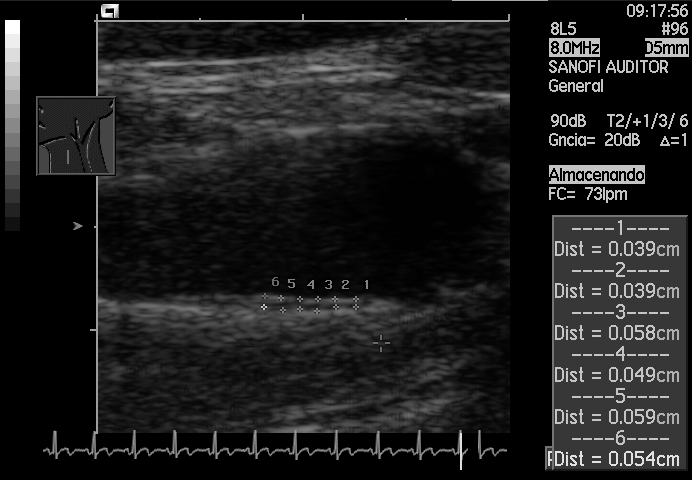 09:17:56
8L5 #96
8.0MHz D5mm
SANOFI AUDITOR
General
90dB T2/+1/3/ 6
Gncia= 20dB Δ=1
Almacenando
FC= 73lpm
----1----
Dist = 0.039cm
----2----
Dist = 0.039cm
----3----
Dist = 0.058cm
----4----
Dist = 0.049cm
----5----
Dist = 0.059cm
----6----
Dist = 0.054cm
6 5 4 3 2 1